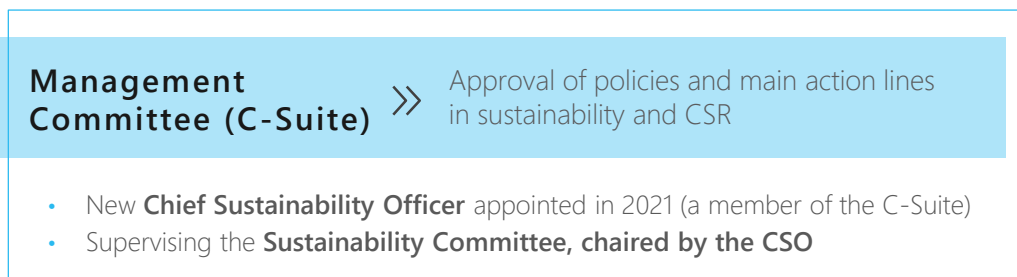 Management
Committee (C-Suite)
Approval of policies and main action lines
in sustainability and CSR
• New Chief Sustainability Officer appointed in 2021 (a member of the C-Suite)
• Supervising the Sustainability Committee, chaired by the CSO